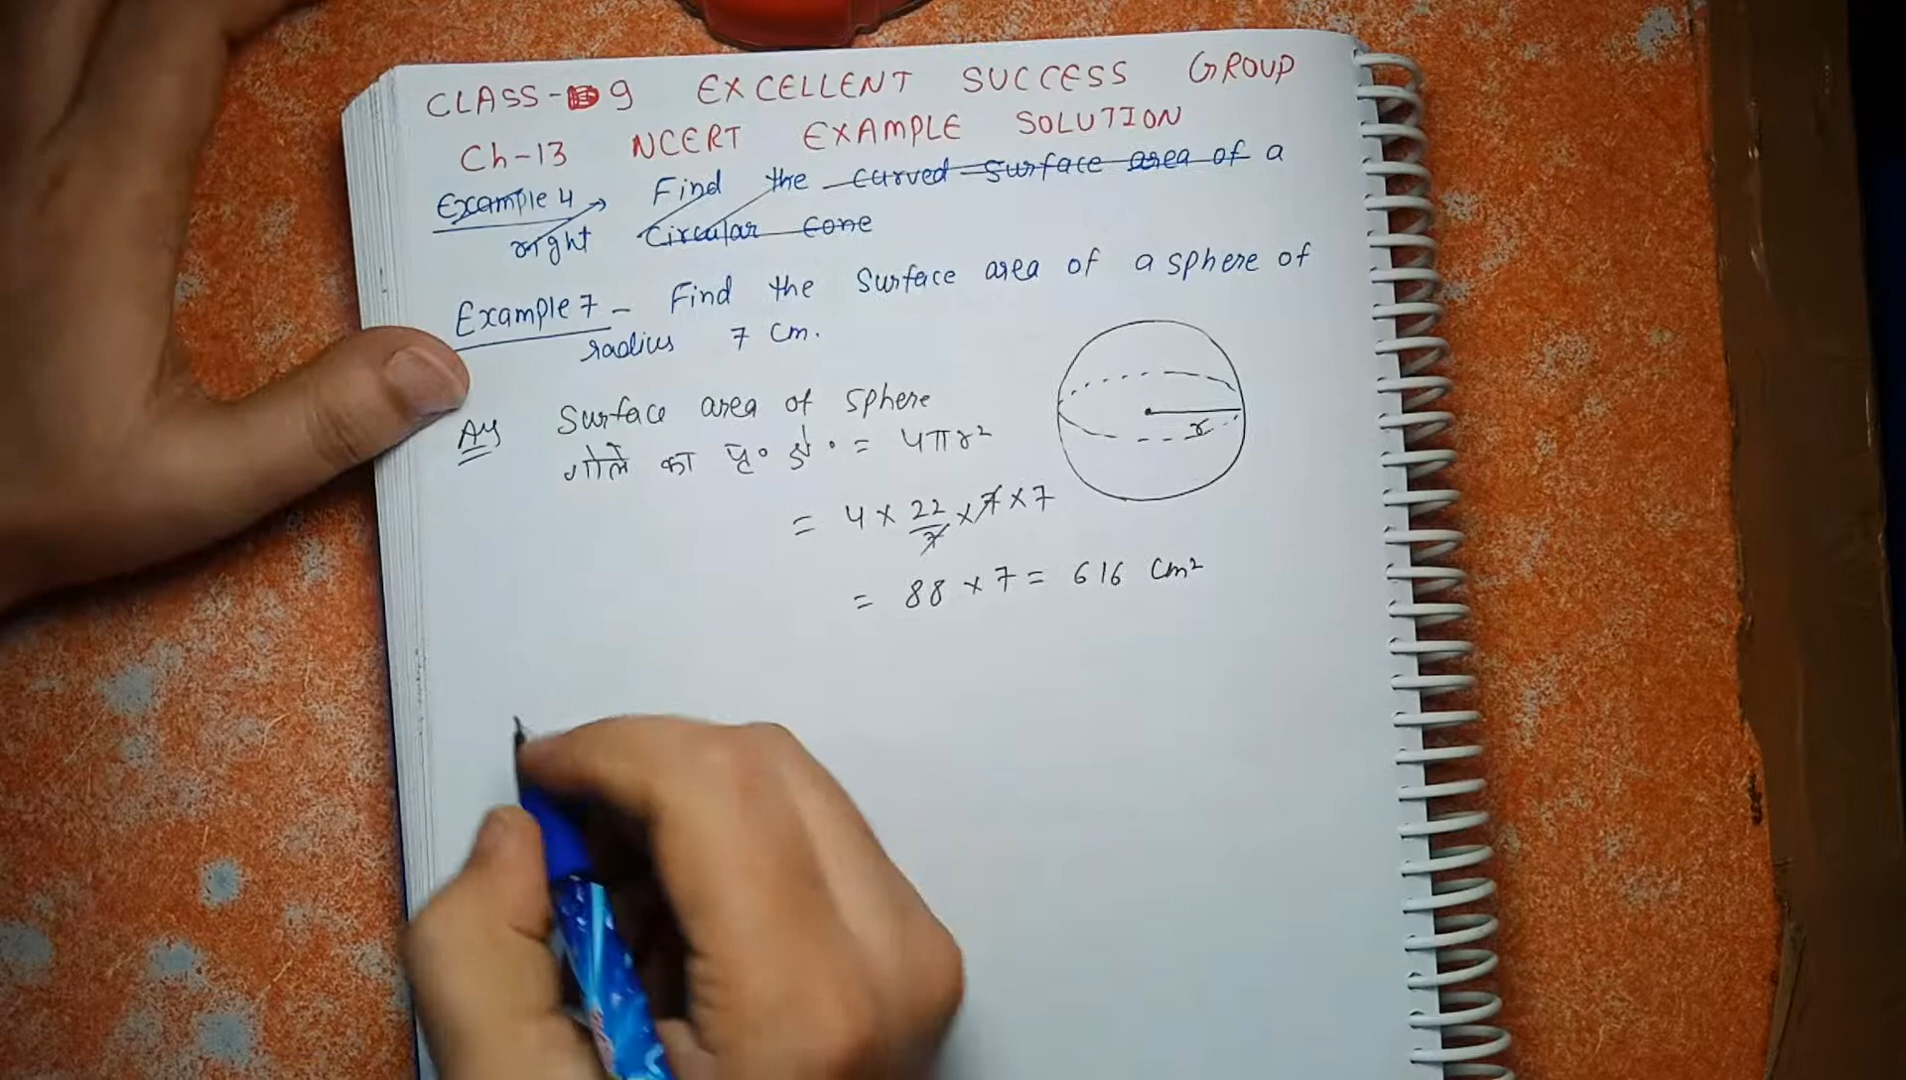 CLASS- 9 EXCELLENT SUCCESS GROUP
Ch-13 NCERT EXAMPLE SOLUTION
Example 4 → Find the curved surface area of a
right Circular Cone
Example 7 - Find the Surface area of a sphere of
radius 7 cm.
Ans Surface area of sphere
गोले का पृ० क्षे० = 4πr²
r
= 4 × 22/7 × 7 × 7
= 88 × 7 = 616 cm²